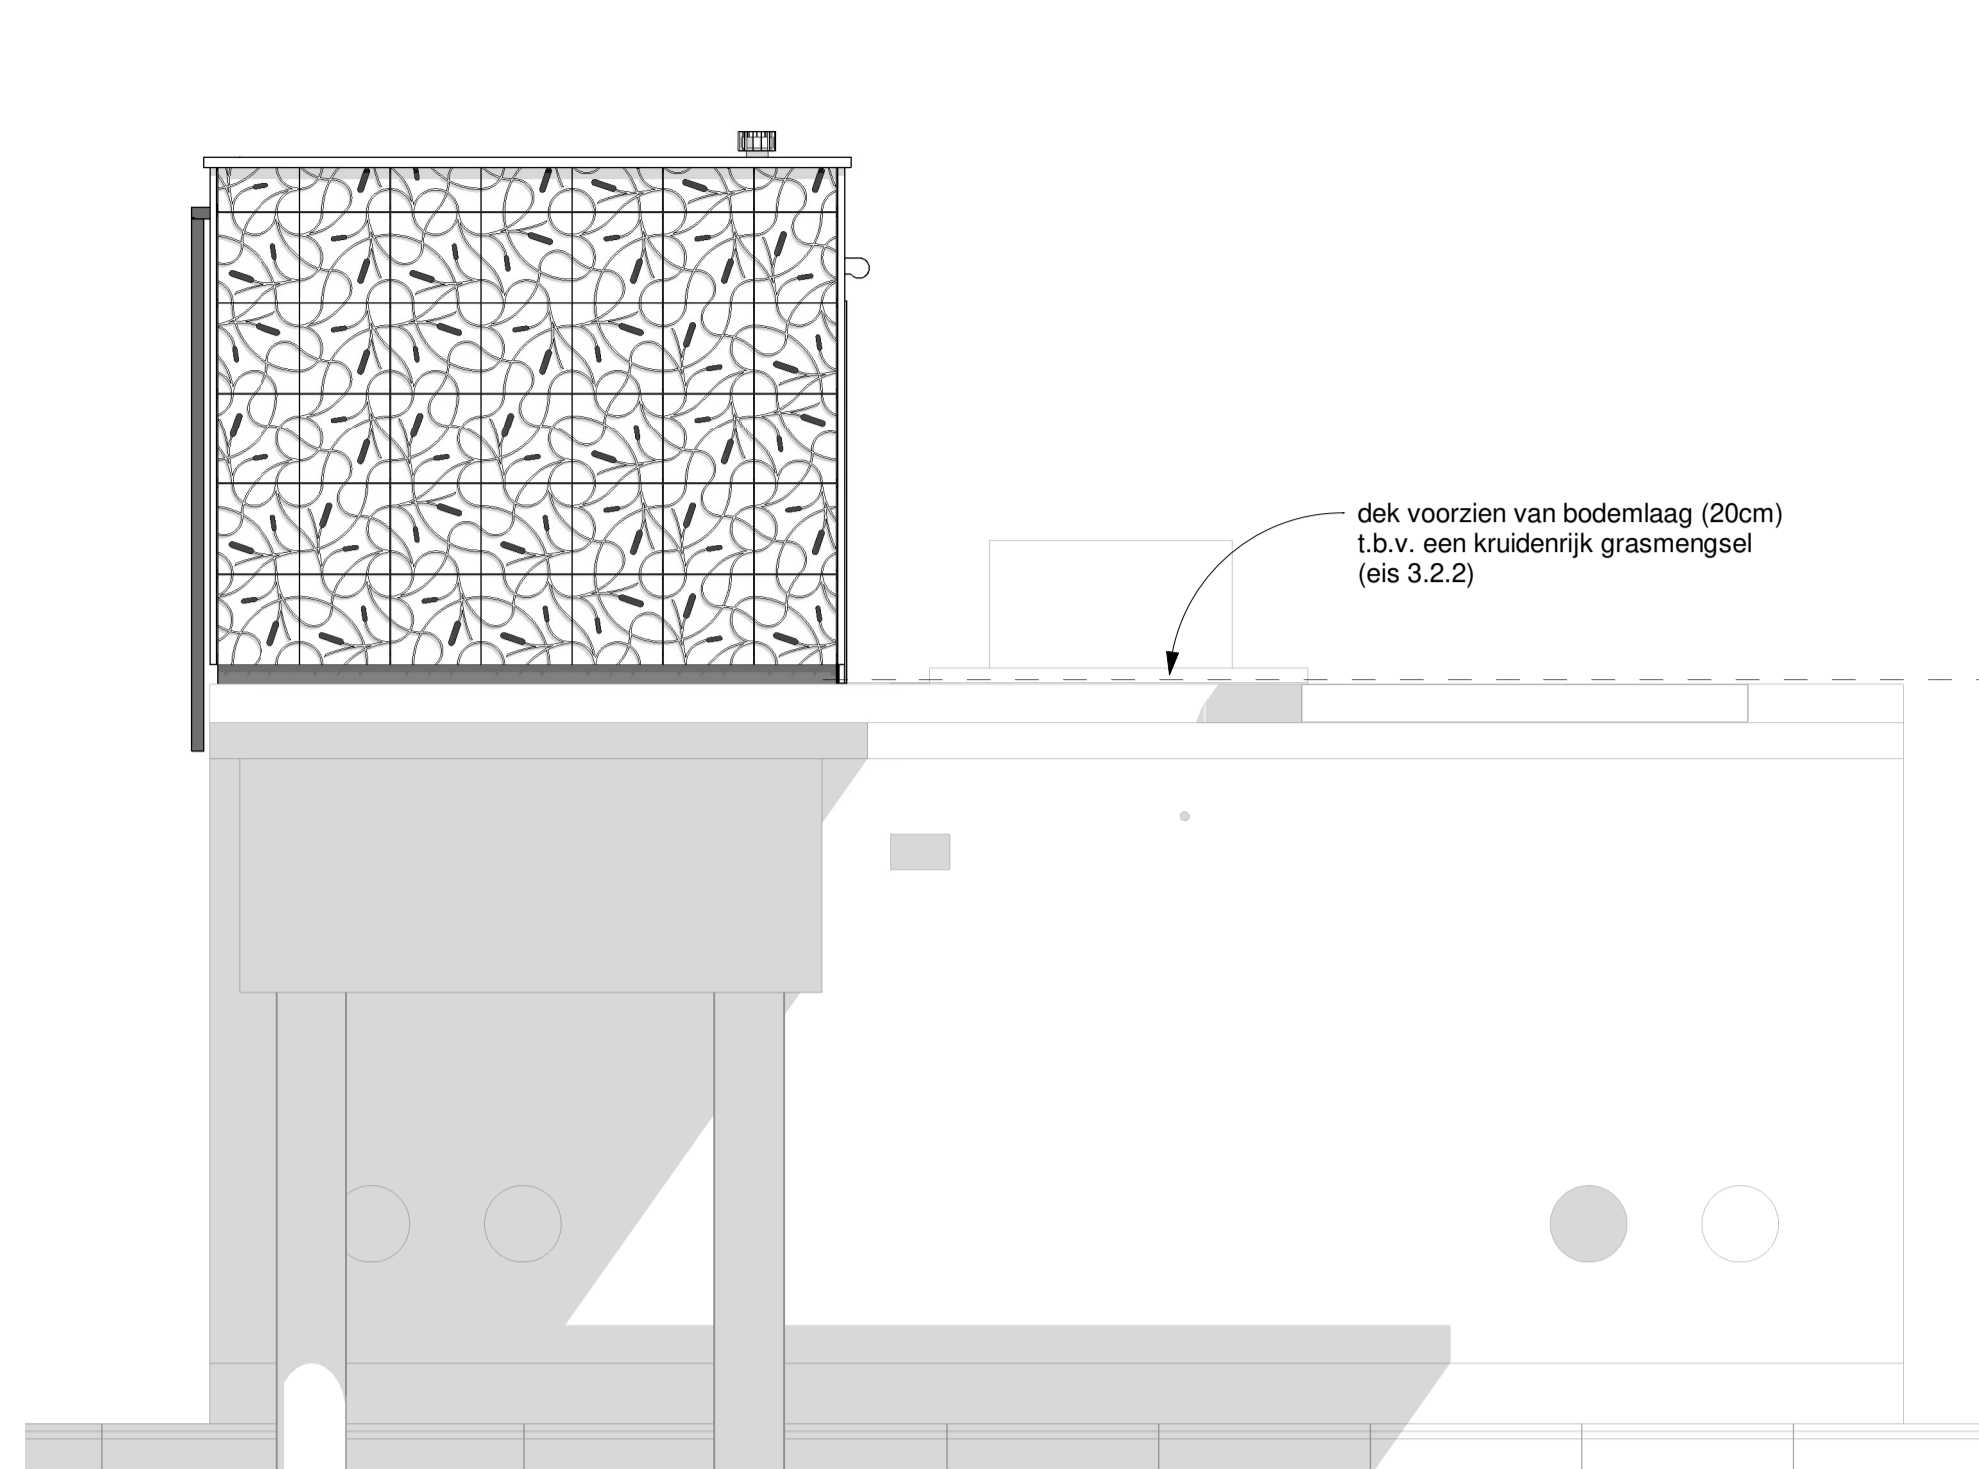 dek voorzien van bodemlaag (20cm)
t.b.v. een kruidenrijk grasmengsel
(eis 3.2.2)